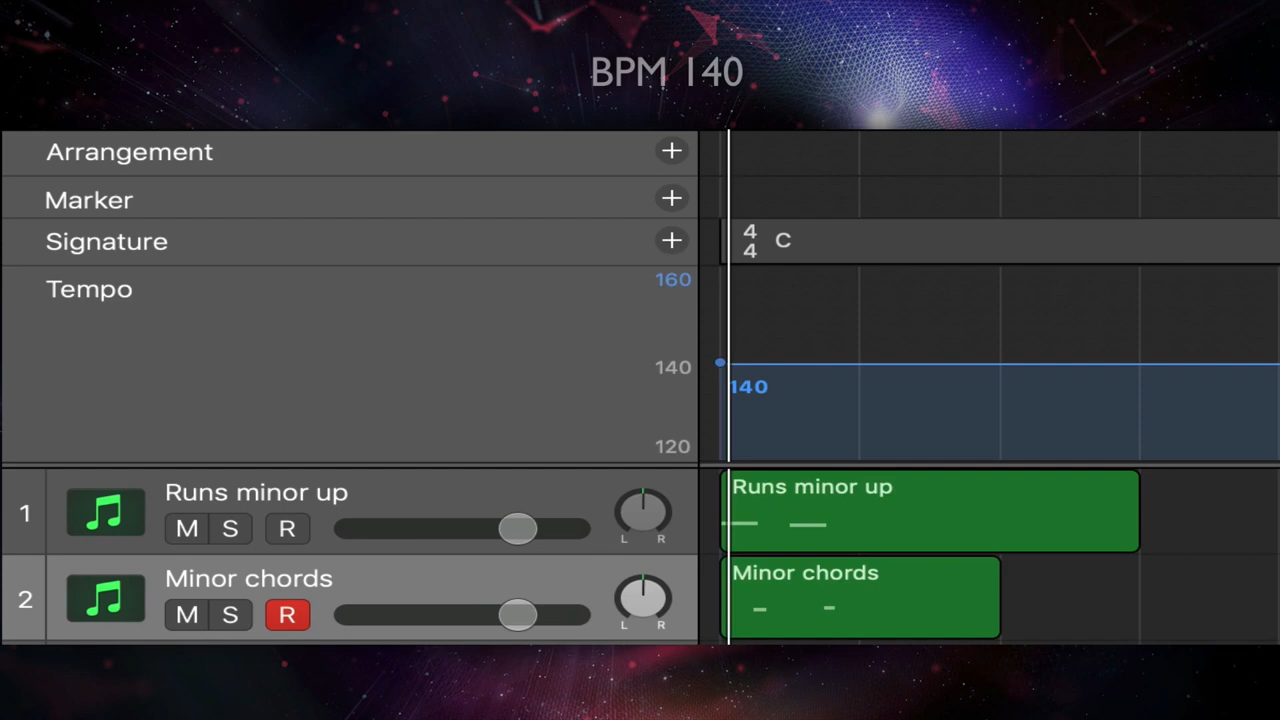 BPM 140
Arrangement
Marker
Signature
4
4 C
Tempo
160
140
120
140
1
Runs minor up
M S R
L R
Runs minor up
2
Minor chords
M S R
L R
Minor chords